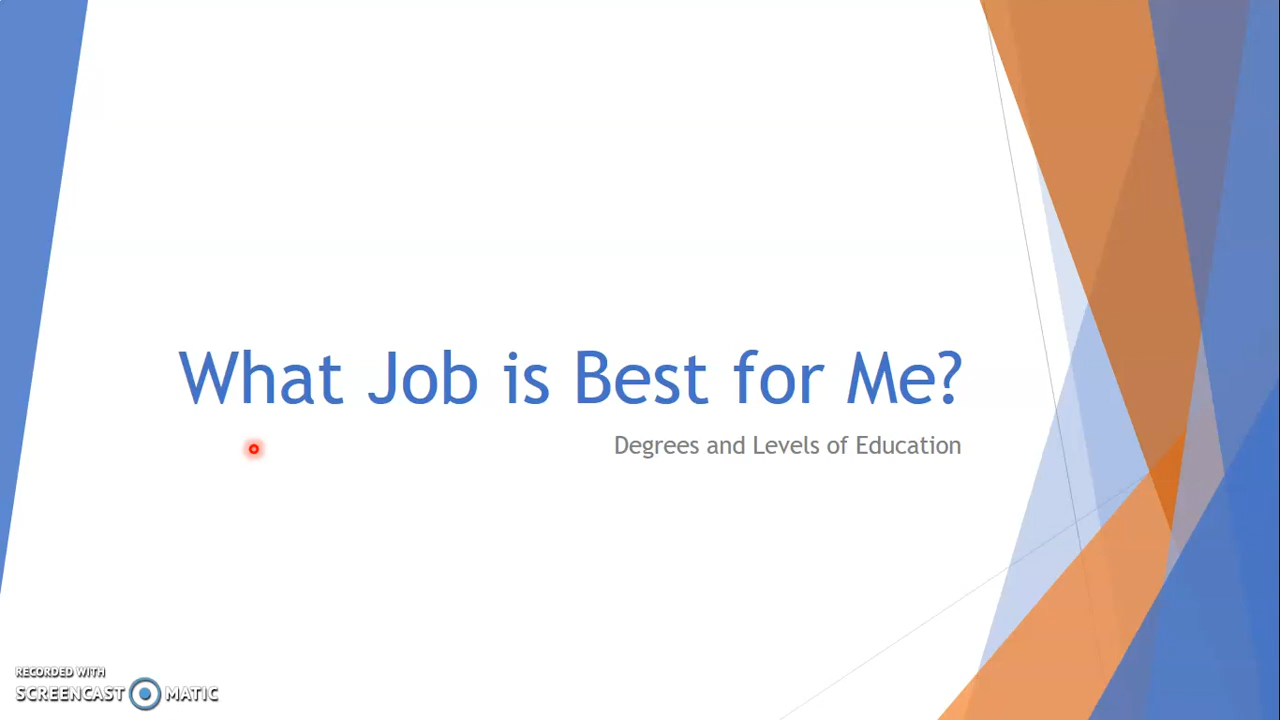 What Job is Best for Me?
Degrees and Levels of Education
RECORDED WITH
SCREENCAST MATIC